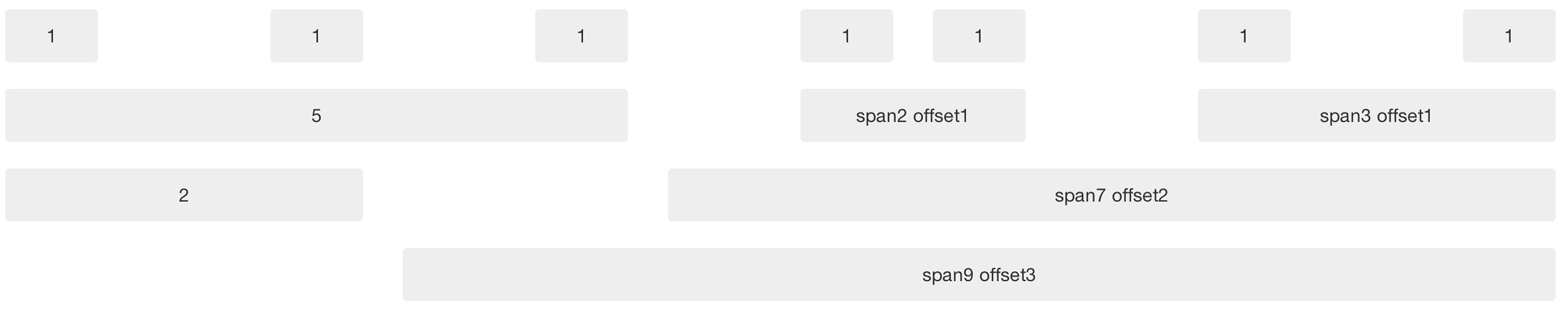 1 1 1 1 1 1 1
5 span2 offset1 span3 offset1
2 span7 offset2
span9 offset3